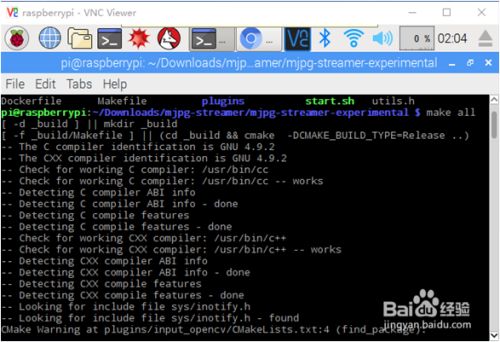 raspberrypi - VNC Viewer
0 %
02:04
pi@raspberrypi: ~/Downloads/mjp...amer/mjpg-streamer-experimental
File Edit Tabs Help
Dockerfile Makefile plugins start.sh utils.h
pi@raspberrypi:~/Downloads/mjpg-streamer/mjpg-streamer-experimental $ make all
[ -d _build ] || mkdir _build
[ -f _build/Makefile ] || (cd _build && cmake -DCMAKE_BUILD_TYPE=Release ..)
-- The C compiler identification is GNU 4.9.2
-- The CXX compiler identification is GNU 4.9.2
-- Check for working C compiler: /usr/bin/cc
-- Check for working C compiler: /usr/bin/cc -- works
-- Detecting C compiler ABI info
-- Detecting C compiler ABI info - done
-- Detecting C compile features
-- Detecting C compile features - done
-- Check for working CXX compiler: /usr/bin/c++
-- Check for working CXX compiler: /usr/bin/c++ -- works
-- Detecting CXX compiler ABI info
-- Detecting CXX compiler ABI info - done
-- Detecting CXX compile features
-- Detecting CXX compile features - done
-- Looking for include file sys/inotify.h
-- Looking for include file sys/inotify.h - found
CMake Warning at plugins/input_opencv/CMakeLists.txt:4 (find_package):
Baidu 经验
jingyan.baidu.com